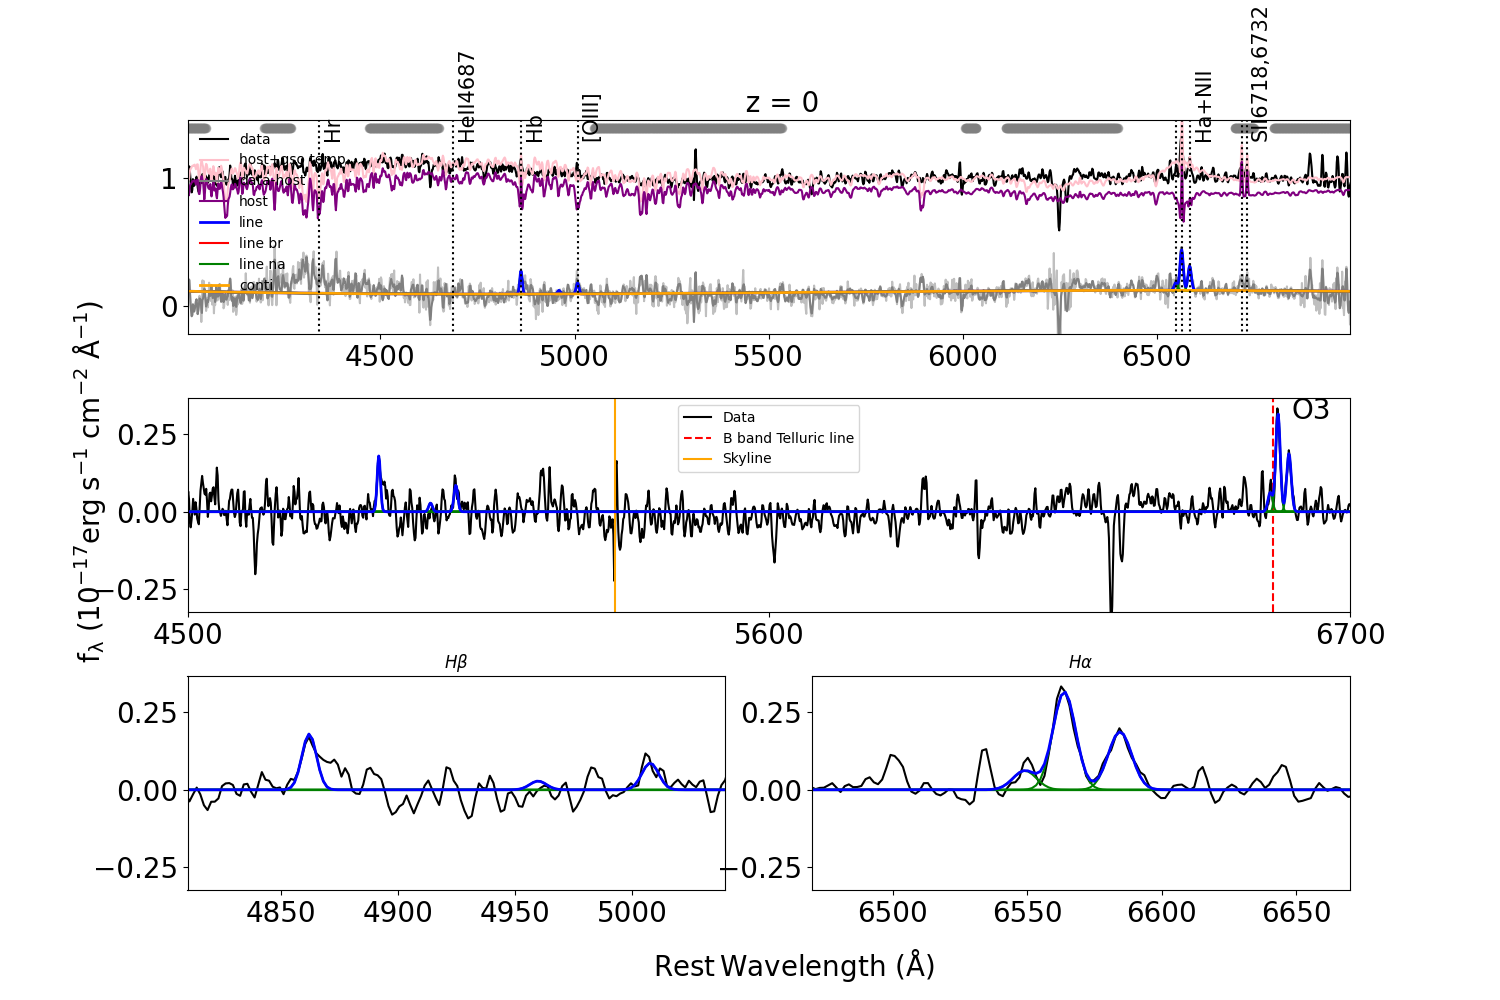 z = 0
Hr
HeII4687
Hb
[OIII]
Ha+NII
SII6718,6732
data
host+qso temp
data-host
host
line
line br
line na
conti
1
0
4500 5000 5500 6000 6500
fλ (10−17erg s−1 cm−2 Å−1)
Data
B band Telluric line
Skyline
O3
0.25
0.00
−0.25
4500 5600 6700
Hβ
0.25
0.00
−0.25
4850 4900 4950 5000
Hα
0.25
0.00
−0.25
6500 6550 6600 6650
Rest Wavelength (Å)